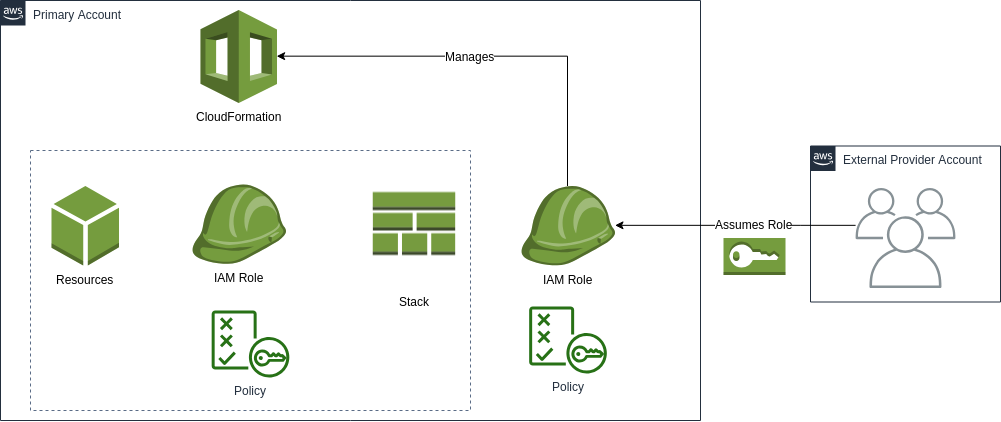 aws
Primary Account
Manages
CloudFormation
aws
External Provider Account
Assumes Role
Resources
IAM Role
Stack
IAM Role
Policy
Policy